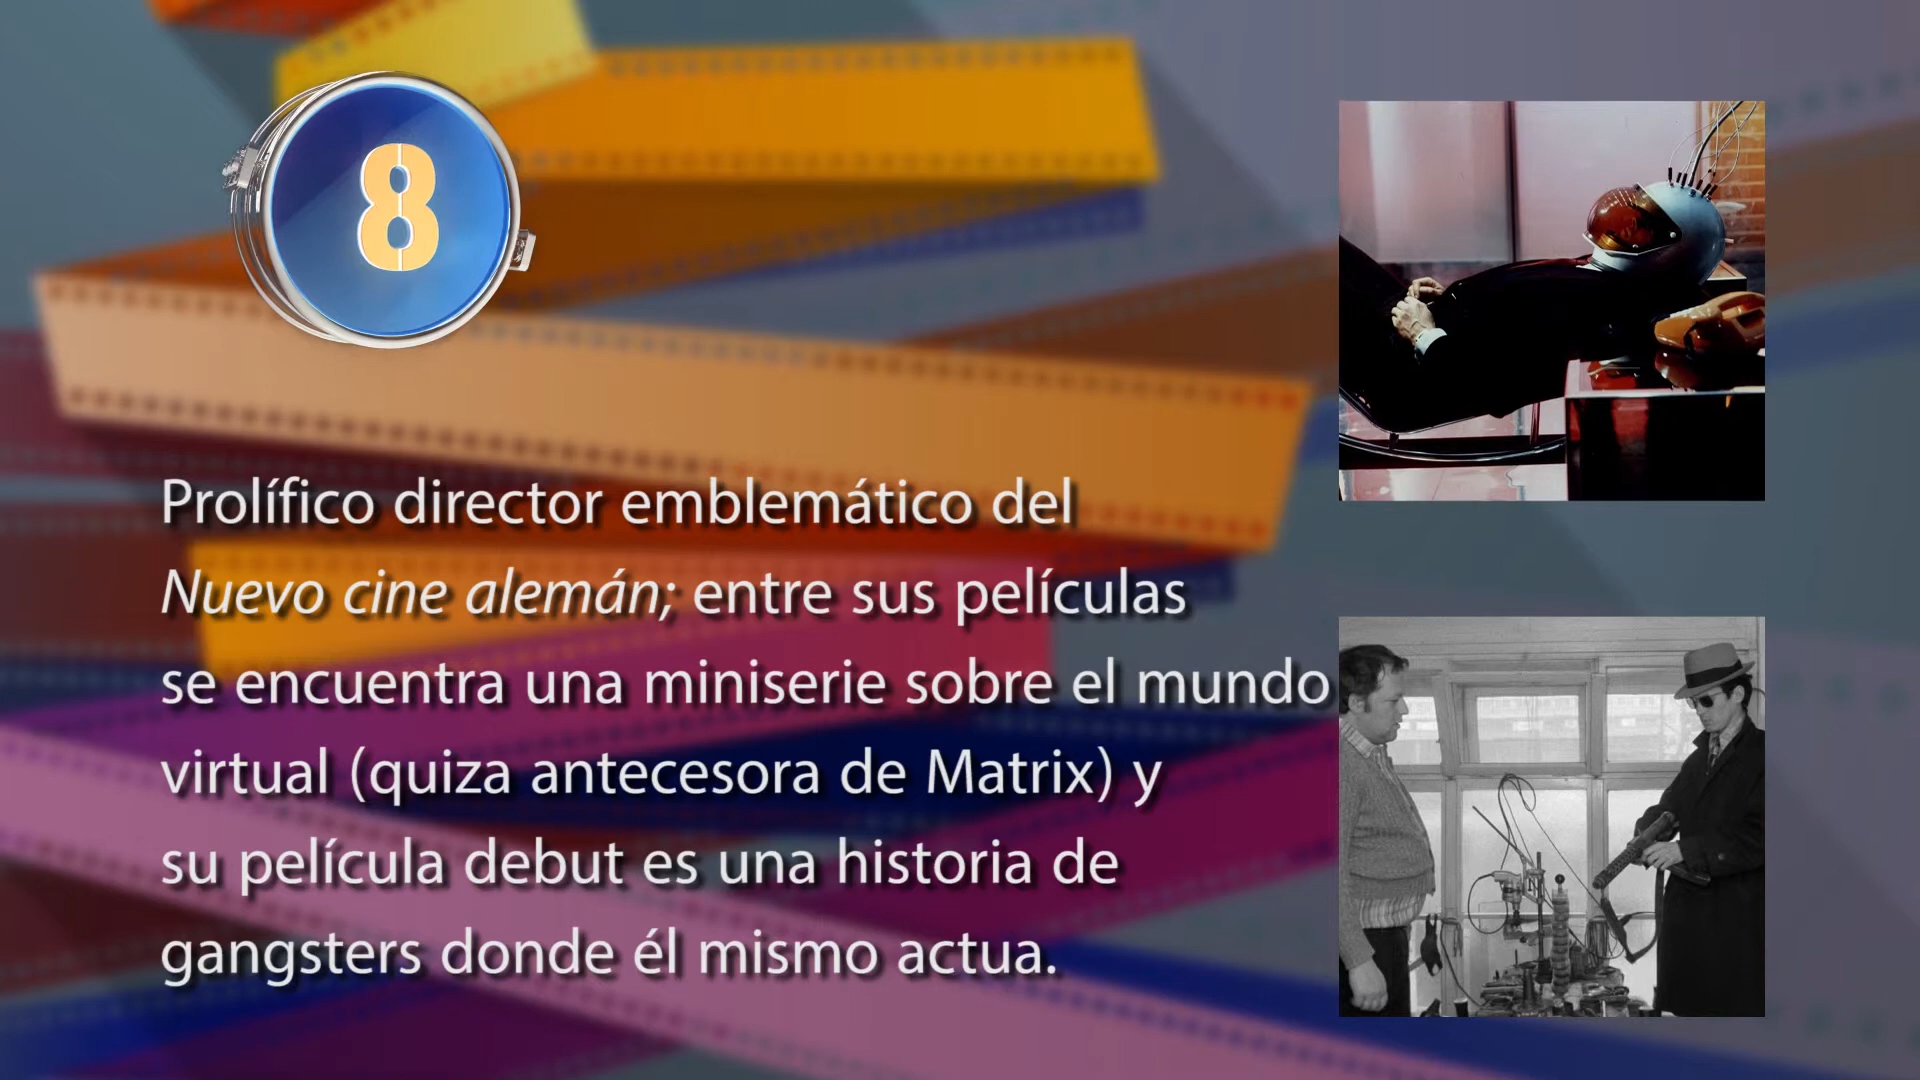 8
Prolífico director emblemático del
Nuevo cine alemán; entre sus películas
se encuentra una miniserie sobre el mundo
virtual (quiza antecesora de Matrix) y
su película debut es una historia de
gangsters donde él mismo actua.